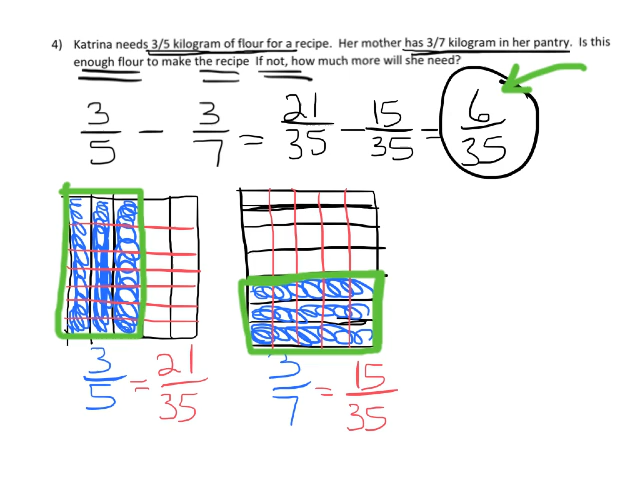 4) Katrina needs 3/5 kilogram of flour for a recipe. Her mother has 3/7 kilogram in her pantry. Is this
enough flour to make the recipe If not, how much more will she need?
3/5 - 3/7 = 21/35 - 15/35 = 6/35
3/5 = 21/35
3/7 = 15/35